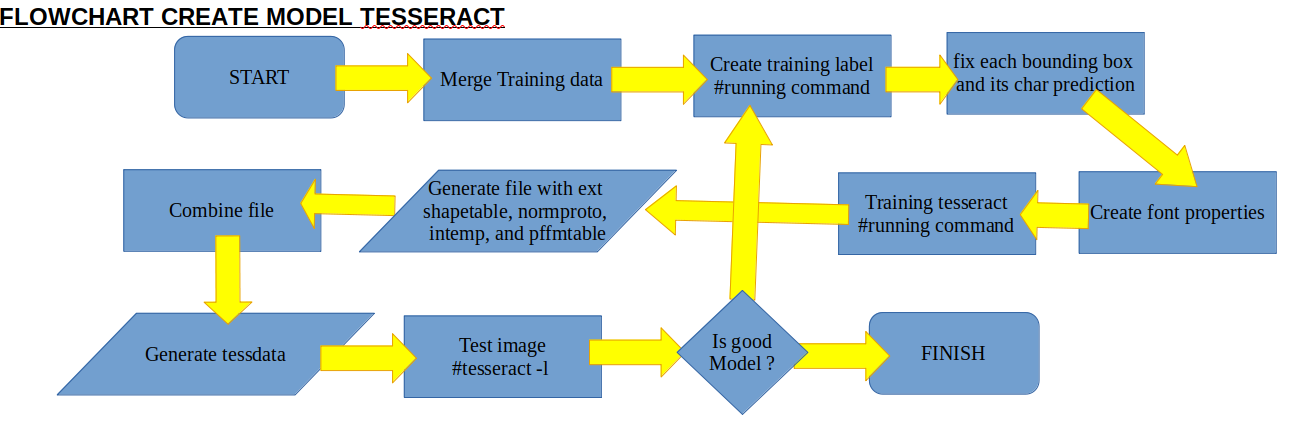 FLOWCHART CREATE MODEL TESSERACT
START
Merge Training data
Create training label
#running command
fix each bounding box
and its char prediction
Create font properties
Training tesseract
#running command
Generate file with ext
shapetable, normproto,
intemp, and pffmtable
Combine file
Generate tessdata
Test image
#tesseract -l
Is good
Model ?
FINISH